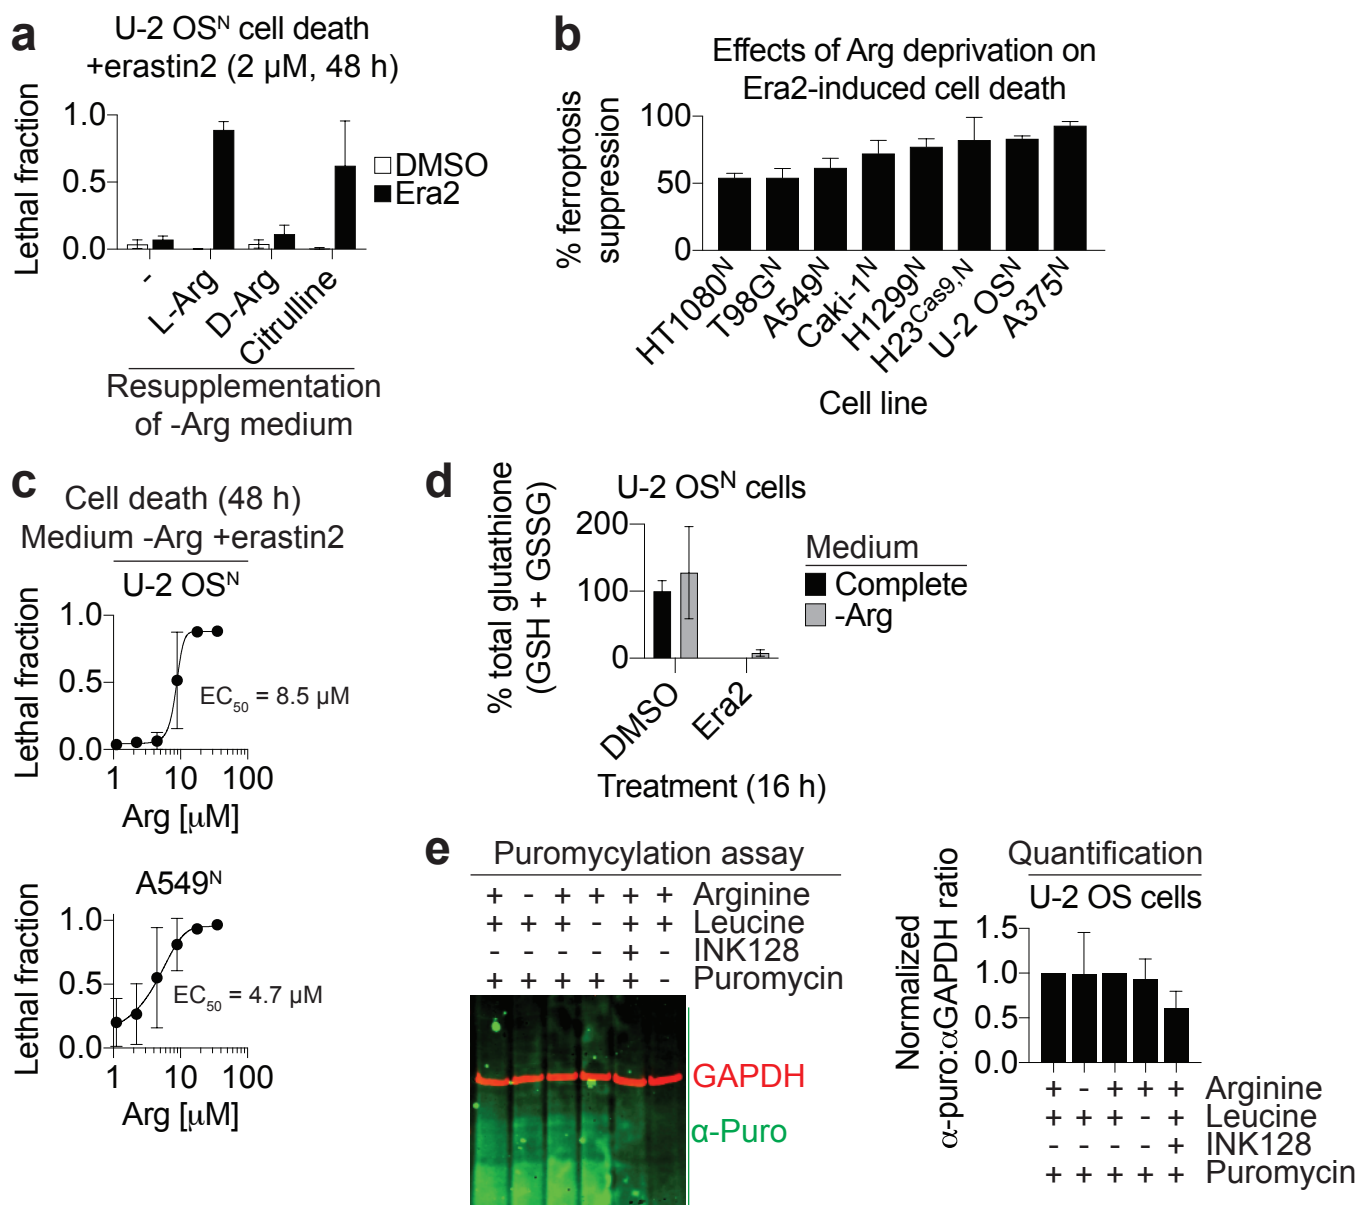 a
U-2 OSᴺ cell death
+erastin2 (2 μM, 48 h)
Lethal fraction
1.0
0.5
0.0
DMSO
Era2
-
L-Arg
D-Arg
Citrulline
Resupplementation
of -Arg medium
b
Effects of Arg deprivation on
Era2-induced cell death
% ferroptosis
suppression
100
50
0
HT1080ᴺ
T98Gᴺ
A549ᴺ
Caki-1ᴺ
H1299ᴺ
H23ᶜᵃˢ⁹,ᴺ
U-2 OSᴺ
A375ᴺ
Cell line
c
Cell death (48 h)
Medium -Arg +erastin2
U-2 OSᴺ
Lethal fraction
1.0
0.5
0.0
EC₅₀ = 8.5 μM
1 10 100
Arg [μM]
A549ᴺ
Lethal fraction
1.0
0.5
0.0
EC₅₀ = 4.7 μM
1 10 100
Arg [μM]
d
U-2 OSᴺ cells
% total glutathione
(GSH + GSSG)
200
100
0
Medium
Complete
-Arg
DMSO
Era2
Treatment (16 h)
e
Puromycylation assay
+ - + + + + Arginine
+ + + - + + Leucine
- - - - + - INK128
+ + + + + - Puromycin
GAPDH
α-Puro
Quantification
U-2 OS cells
Normalized
α-puro:αGAPDH ratio
1.5
1.0
0.5
0.0
+ - + + + Arginine
+ + + - + Leucine
- - - - + INK128
+ + + + + Puromycin